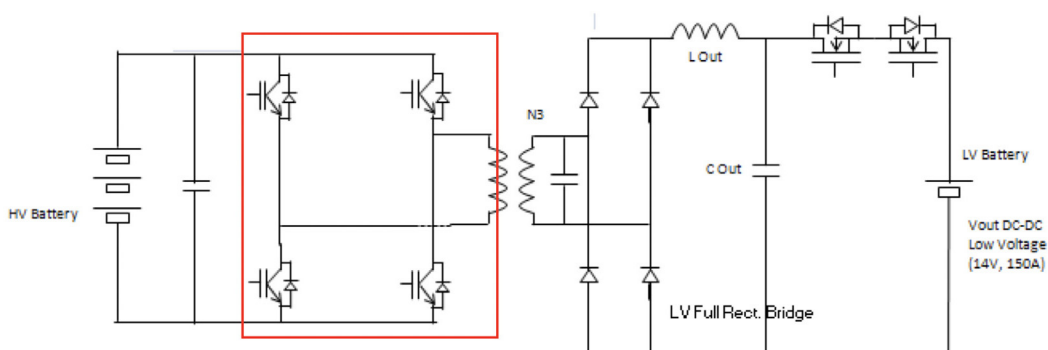 L Out
N3
HV Battery
C Out
LV Battery
Vout DC-DC
Low Voltage
(14V, 150A)
LV Full Rect. Bridge